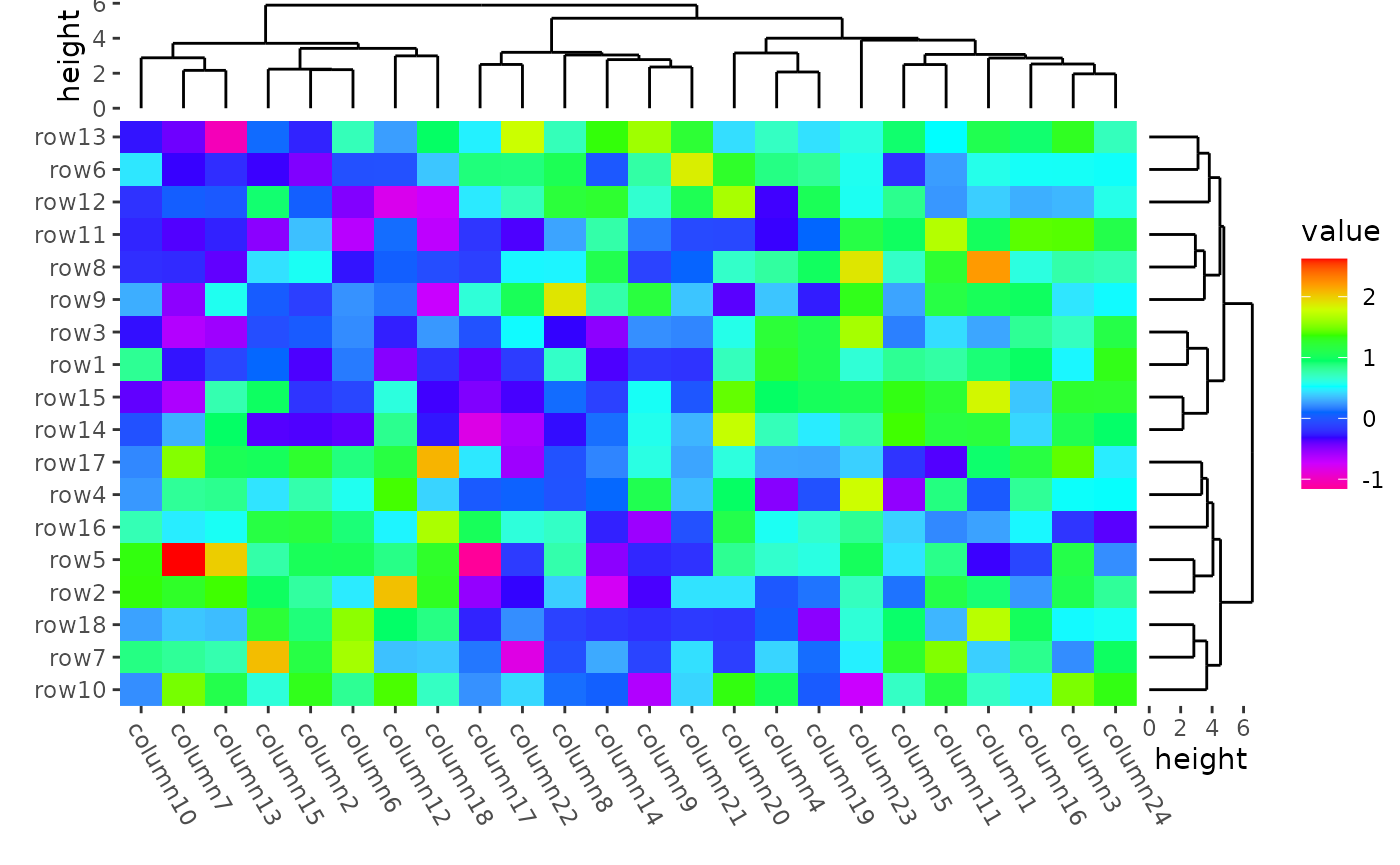 height
6
4
2
0
row13
row6
row12
row11
row8
row9
row3
row1
row15
row14
row17
row4
row16
row5
row2
row18
row7
row10
column10
column7
column13
column15
column2
column6
column12
column18
column17
column22
column8
column14
column9
column21
column20
column4
column19
column23
column5
column11
column1
column16
column3
column24
0 2 4 6
height
value
2
1
0
-1